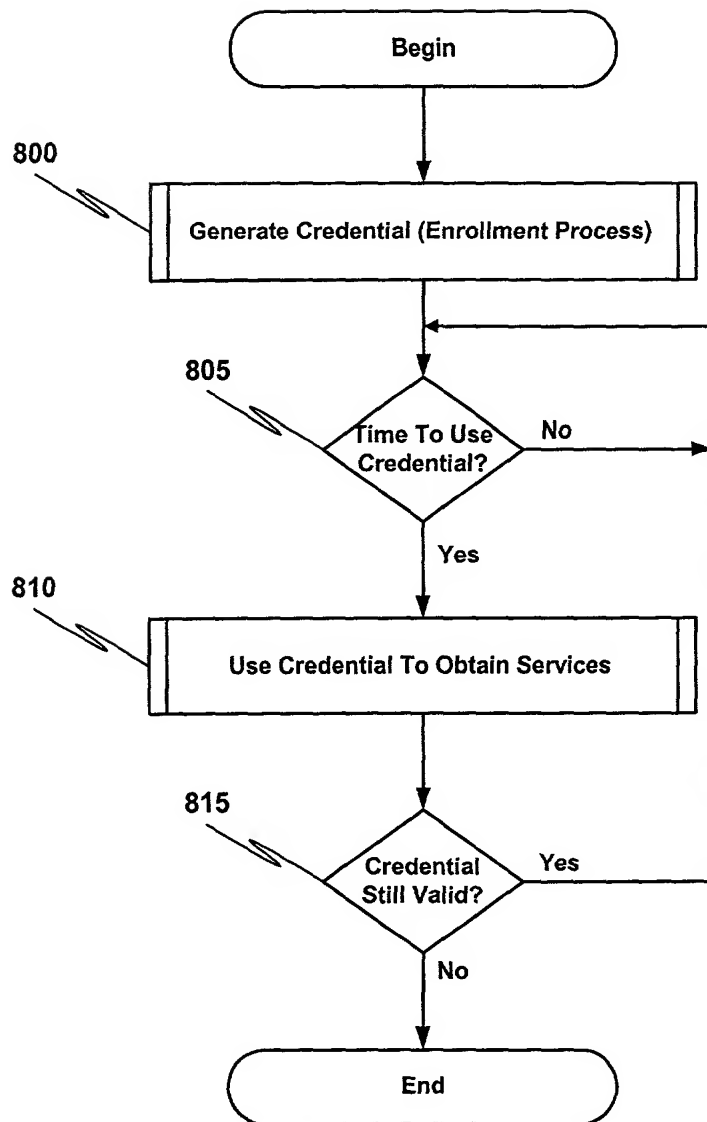 Begin
800
Generate Credential (Enrollment Process)
805
Time To Use
Credential?
No
Yes
810
Use Credential To Obtain Services
815
Credential
Still Valid?
Yes
No
End